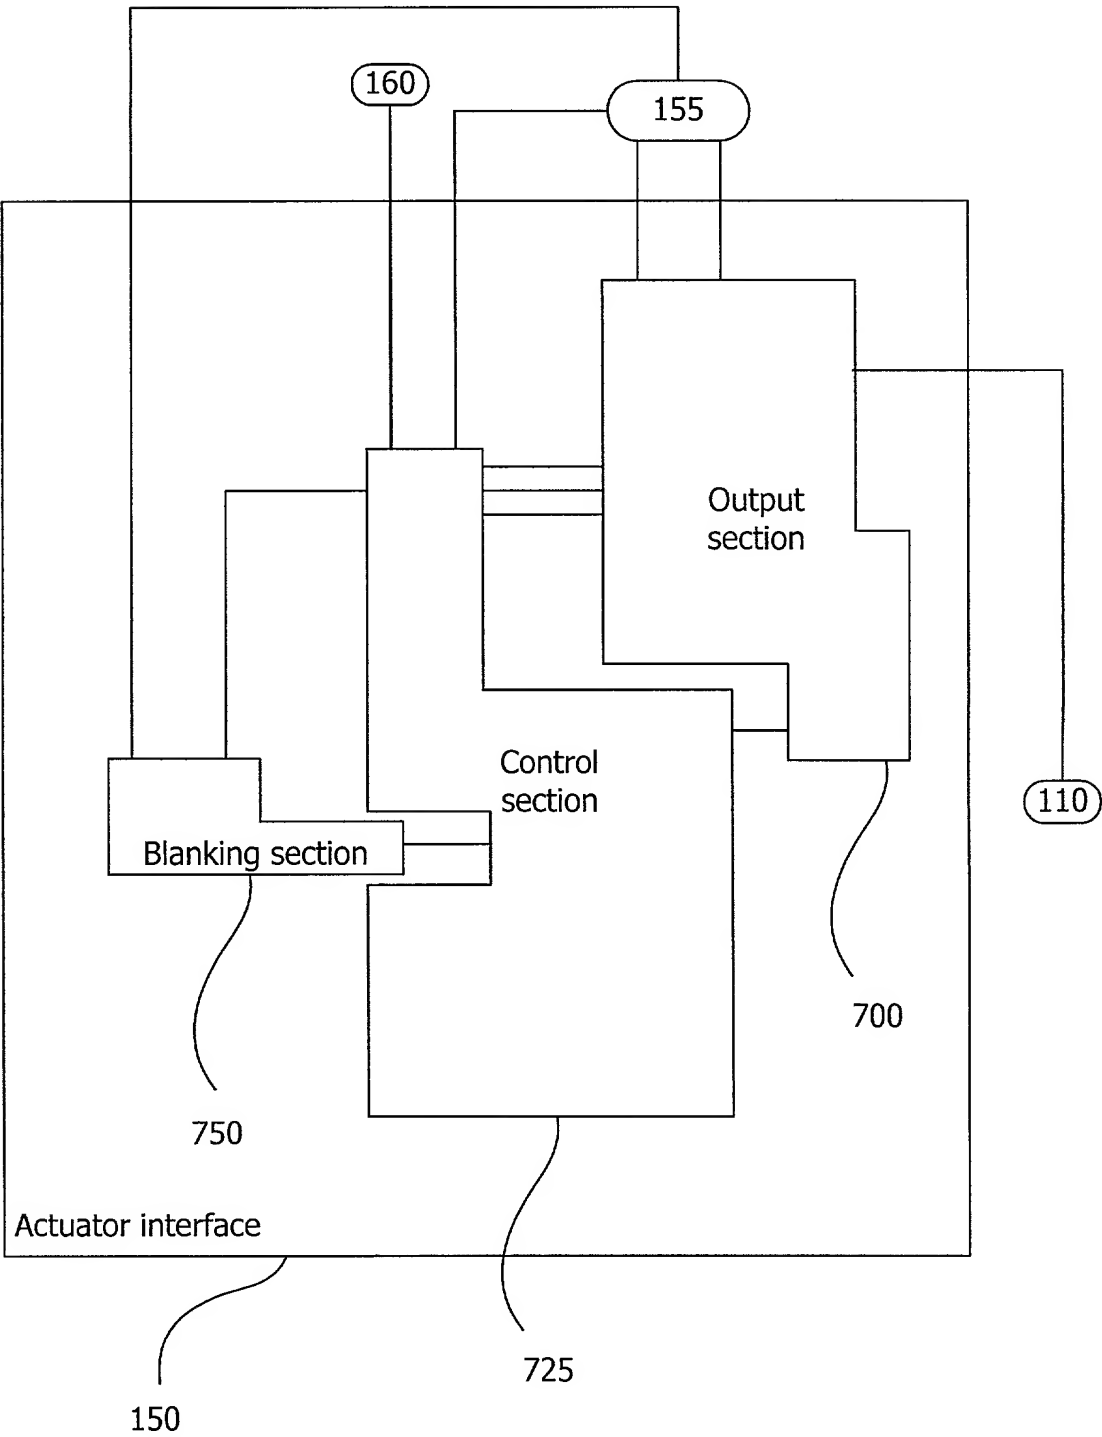 160
155
Output
section
Control
section
110
Blanking section
700
750
Actuator interface
725
150